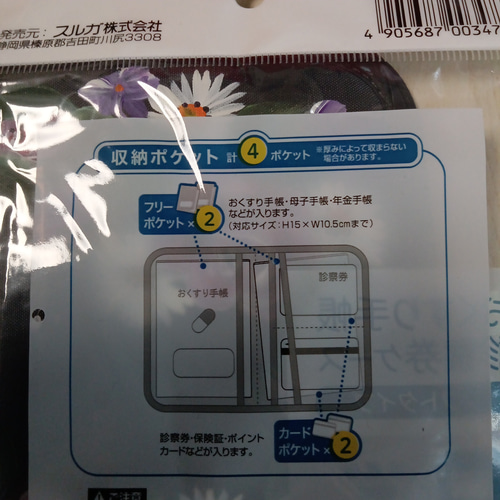 発売元: スルガ株式会社
静岡県榛原郡吉田町川尻3308
4 905687 00347
収納ポケット 計4ポケット
※厚みによって収まらない
場合があります。
フリー
ポケット×2
おくすり手帳・母子手帳・年金手帳
などが入ります。
(対応サイズ:H15×W10.5cmまで)
おくすり手帳
診察券
診察券・保険証・ポイント
カードなどが入ります。
カード
ポケット×2